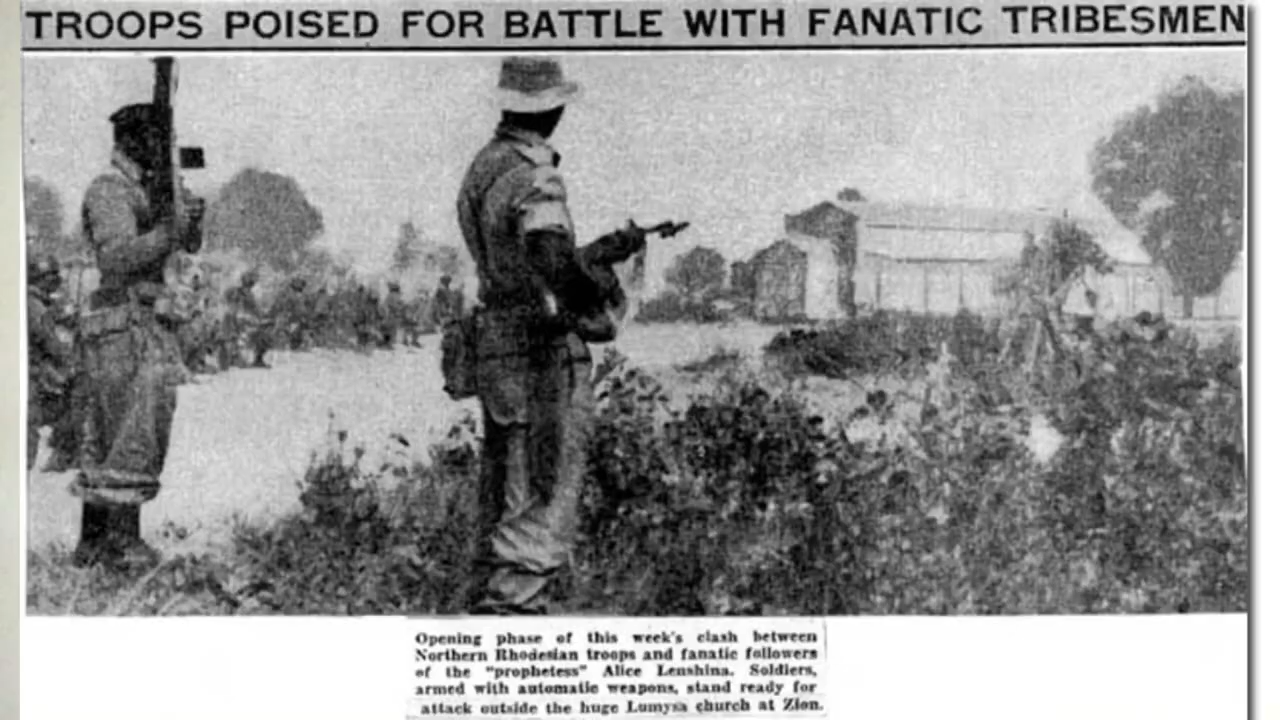 TROOPS POISED FOR BATTLE WITH FANATIC TRIBESMEN
Opening phase of this week's clash between
Northern Rhodesian troops and fanatic followers
of the "prophetess" Alice Lenshina. Soldiers,
armed with automatic weapons, stand ready for
attack outside the huge Lumysa church at Zion.